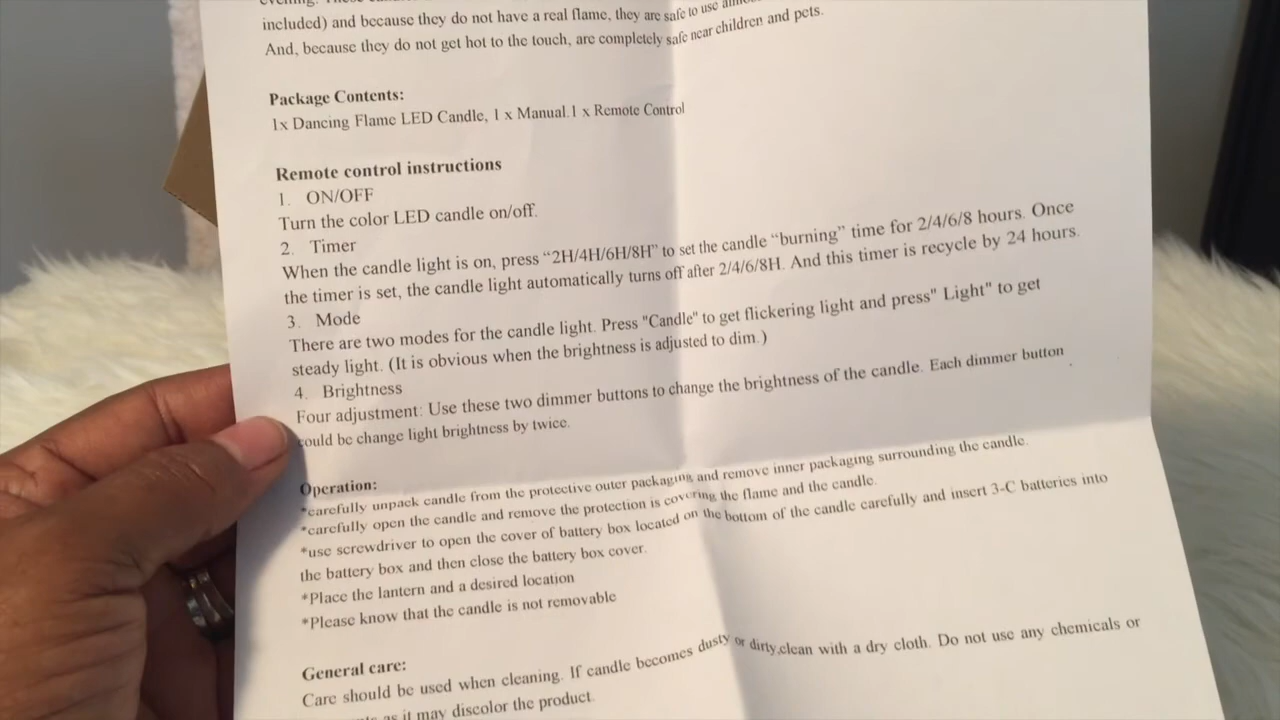 included) and because they do not have a real flame, they are safe to use
And, because they do not get hot to the touch, are completely safe near children and pets.
Package Contents:
1x Dancing Flame LED Candle, 1 x Manual.1 x Remote Control
Remote control instructions
1. ON/OFF
Turn the color LED candle on/off.
2. Timer
When the candle light is on, press “2H/4H/6H/8H” to set the candle “burning” time for 2/4/6/8 hours. Once
the timer is set, the candle light automatically turns off after 2/4/6/8H. And this timer is recycle by 24 hours.
3. Mode
There are two modes for the candle light. Press "Candle" to get flickering light and press" Light" to get
steady light. (It is obvious when the brightness is adjusted to dim.)
4. Brightness
Four adjustment: Use these two dimmer buttons to change the brightness of the candle. Each dimmer button
could be change light brightness by twice.
Operation:
*carefully unpack candle from the protective outer packaging and remove inner packaging surrounding the candle.
*carefully open the candle and remove the protection is covering the flame and the candle.
*use screwdriver to open the cover of battery box located on the bottom of the candle carefully and insert 3-C batteries into
the battery box and then close the battery box cover.
*Place the lantern and a desired location
*Please know that the candle is not removable
General care:
Care should be used when cleaning. If candle becomes dusty or dirty,clean with a dry cloth. Do not use any chemicals or
as it may discolor the product.